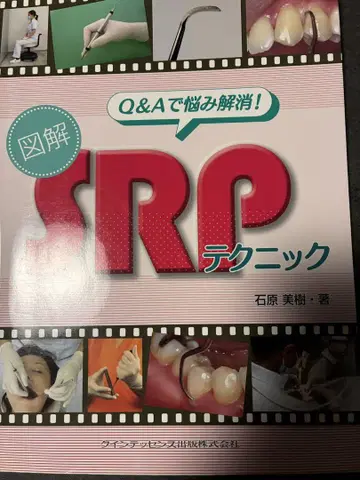 Q&Aで悩み解消!
図解
SRP
テクニック
石原 美樹・著
クインテッセンス出版株式会社